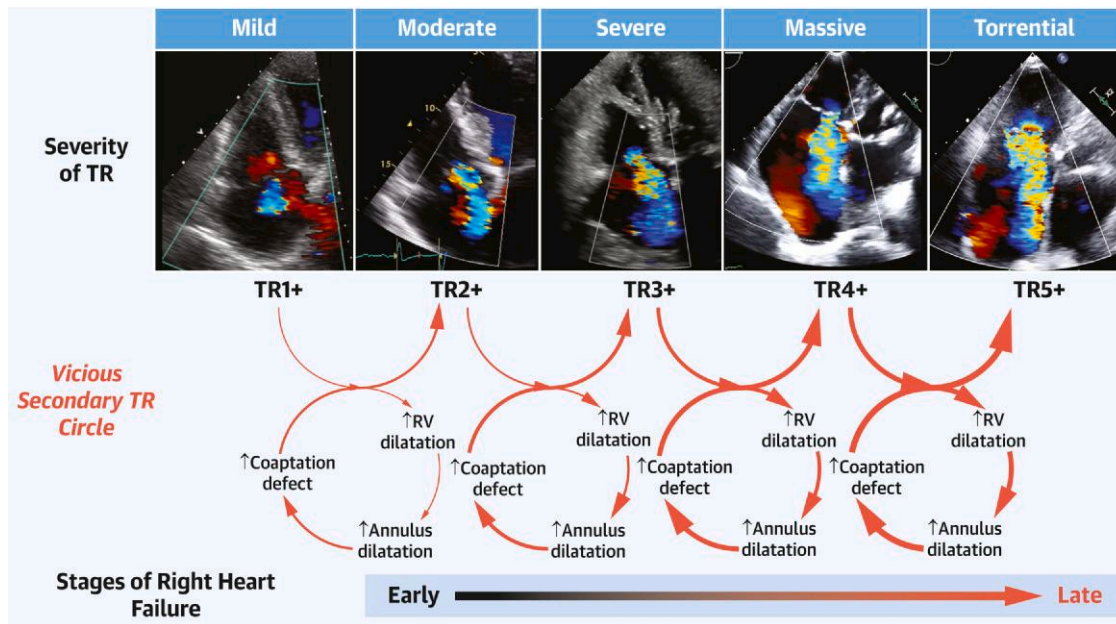 Mild
Moderate
Severe
Massive
Torrential
Severity
of TR
10
15
TR1+
TR2+
TR3+
TR4+
TR5+
Vicious
Secondary TR
Circle
↑RV
dilatation
↑Coaptation
defect
↑Annulus
dilatation
↑RV
dilatation
↑Coaptation
defect
↑Annulus
dilatation
↑RV
dilatation
↑Coaptation
defect
↑Annulus
dilatation
↑RV
dilatation
↑Coaptation
defect
↑Annulus
dilatation
Stages of Right Heart
Failure
Early
Late